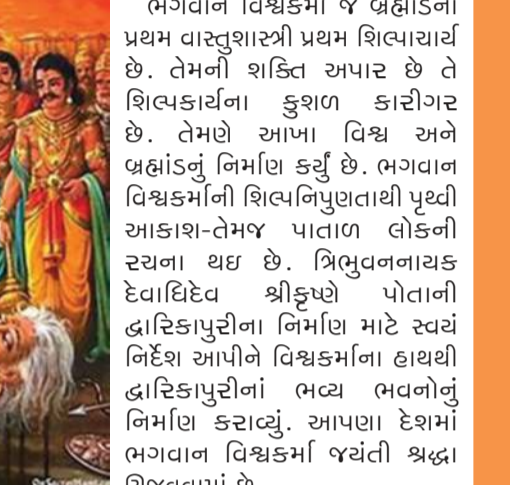 ભગવાન વિશ્વકર્મા જ બ્રહ્માંડના
પ્રથમ વાસ્તુશાસ્ત્રી પ્રથમ શિલ્પાચાર્ય
છે. તેમની શક્તિ અપાર છે તે
શિલ્પકાર્યના કુશળ કારીગર
છે. તેમણે આખા વિશ્વ અને
બ્રહ્માંડનું નિર્માણ કર્યું છે. ભગવાન
વિશ્વકર્માની શિલ્પનિપુણતાથી પૃથ્વી
આકાશ-તેમજ પાતાળ લોકની
રચના થઇ છે. ત્રિભુવનનાયક
દેવાધિદેવ શ્રીકૃષ્ણે પોતાની
દ્વારિકાપુરીના નિર્માણ માટે સ્વયં
નિર્દેશ આપીને વિશ્વકર્માના હાથથી
દ્વારિકાપુરીનાં ભવ્ય ભવનોનું
નિર્માણ કરાવ્યું. આપણા દેશમાં
ભગવાન વિશ્વકર્મા જયંતી શ્રદ્ધા